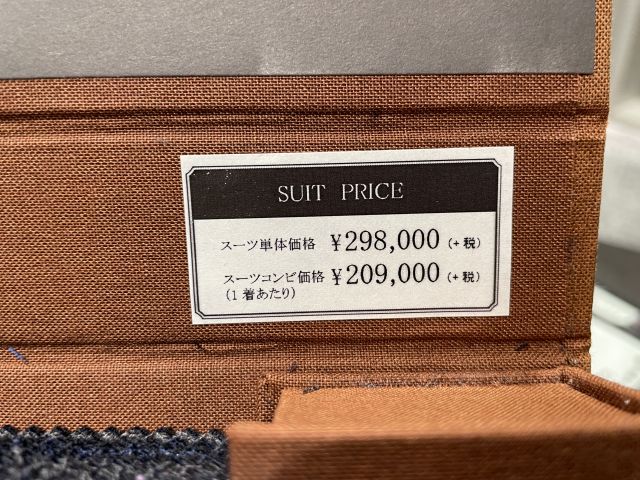 SUIT PRICE
スーツ単体価格 ¥298,000 (+税)
スーツコンビ価格 ¥209,000 (+税)
(1着あたり)